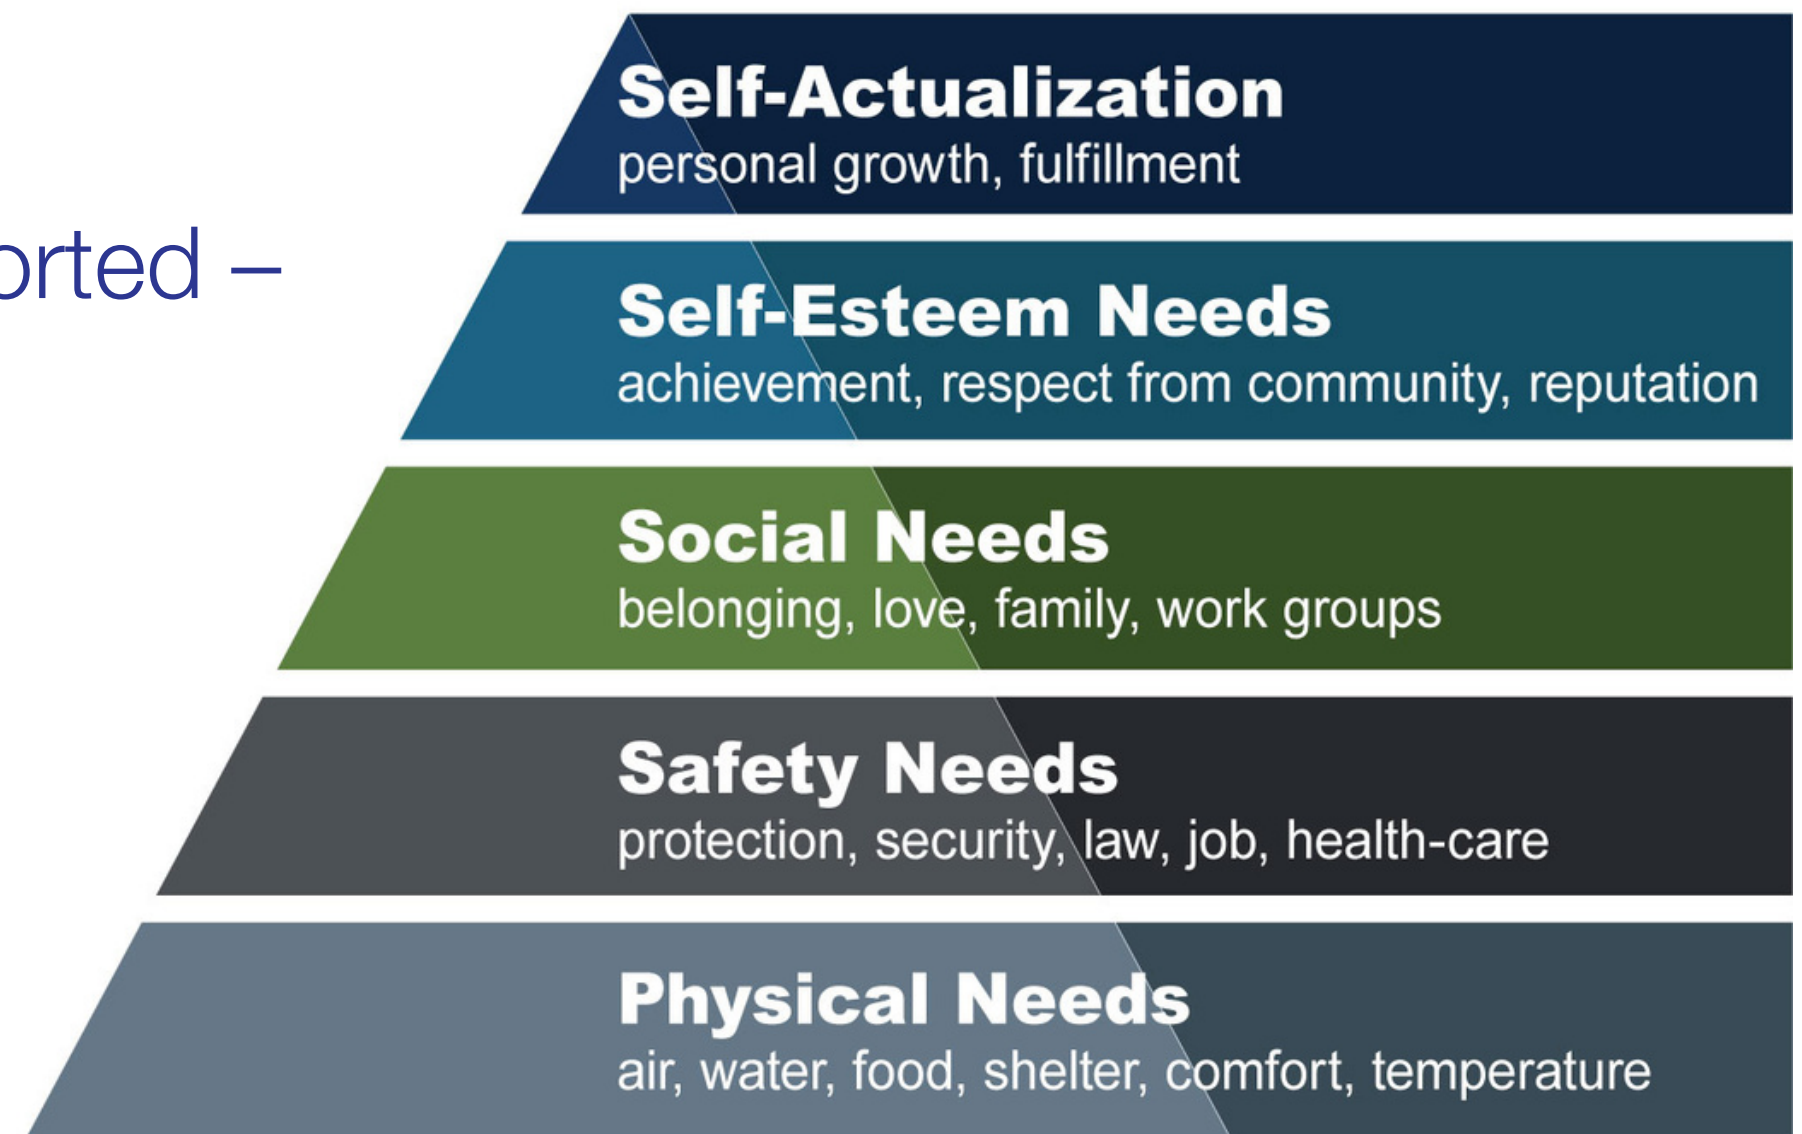 Self-Actualization
personal growth, fulfillment
orted –
Self-Esteem Needs
achievement, respect from community, reputation
Social Needs
belonging, love, family, work groups
Safety Needs
protection, security, law, job, health-care
Physical Needs
air, water, food, shelter, comfort, temperature